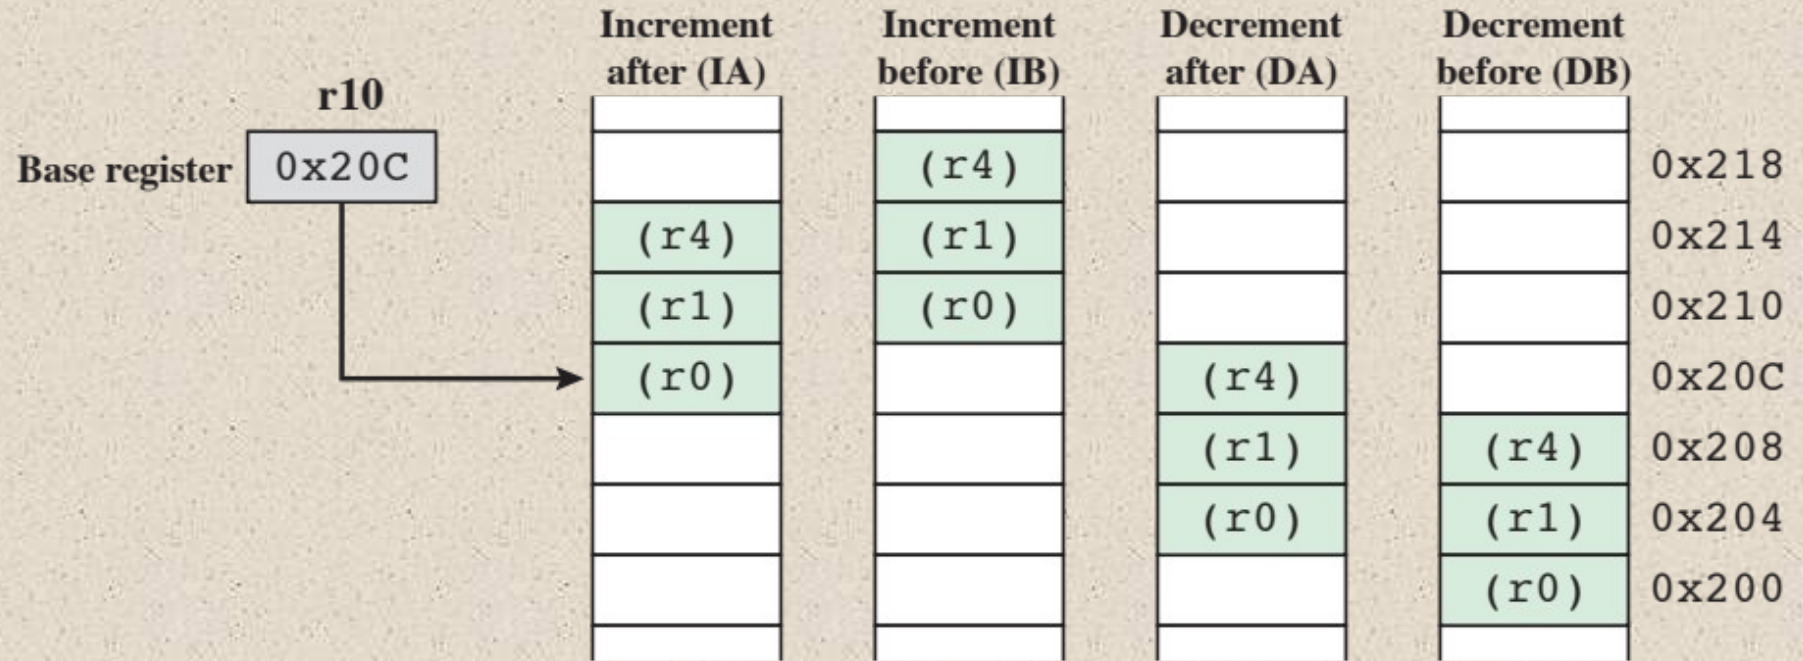 Increment
after (IA)
Increment
before (IB)
Decrement
after (DA)
Decrement
before (DB)
r10
Base register
0x20C
(r4)
0x218
(r4)
(r1)
0x214
(r1)
(r0)
0x210
(r0)
(r4)
0x20C
(r1)
(r4)
0x208
(r0)
(r1)
0x204
(r0)
0x200